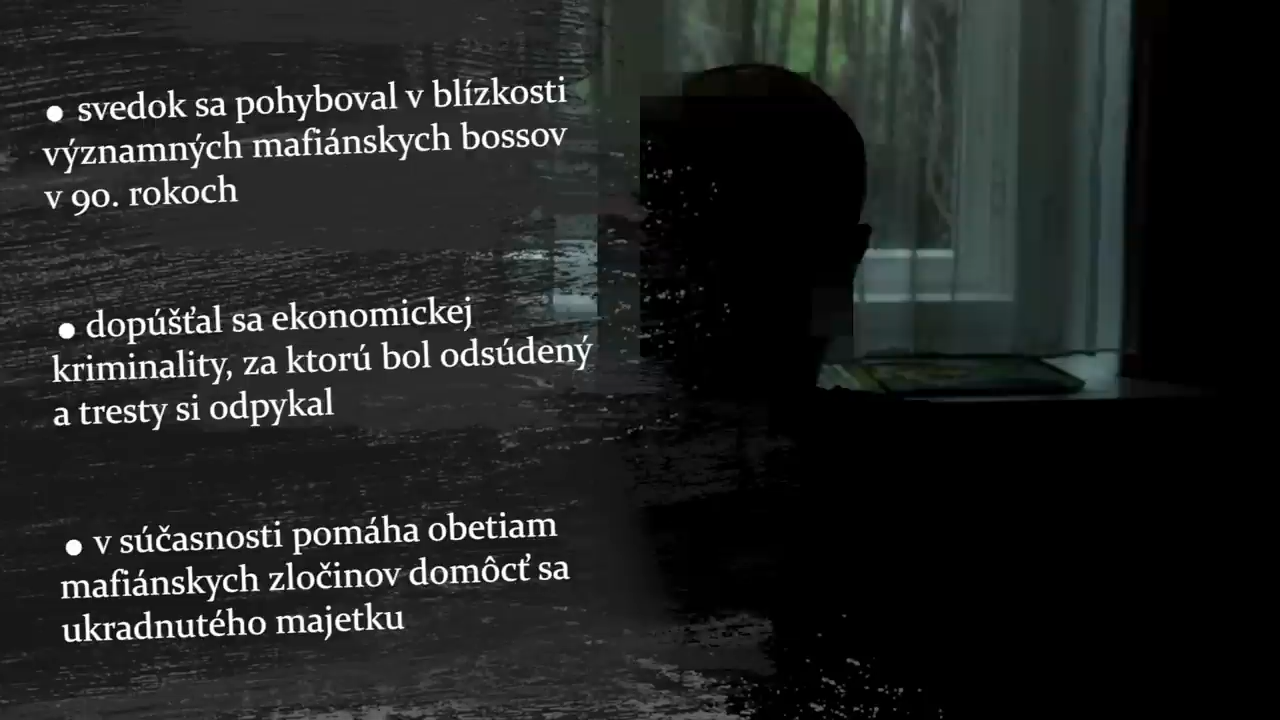 • svedok sa pohyboval v blízkosti
významných mafiánskych bossov
v 90. rokoch
• dopúšťal sa ekonomickej
kriminality, za ktorú bol odsúdený
a tresty si odpykal
• v súčasnosti pomáha obetiam
mafiánskych zločinov domôcť sa
ukradnutého majetku